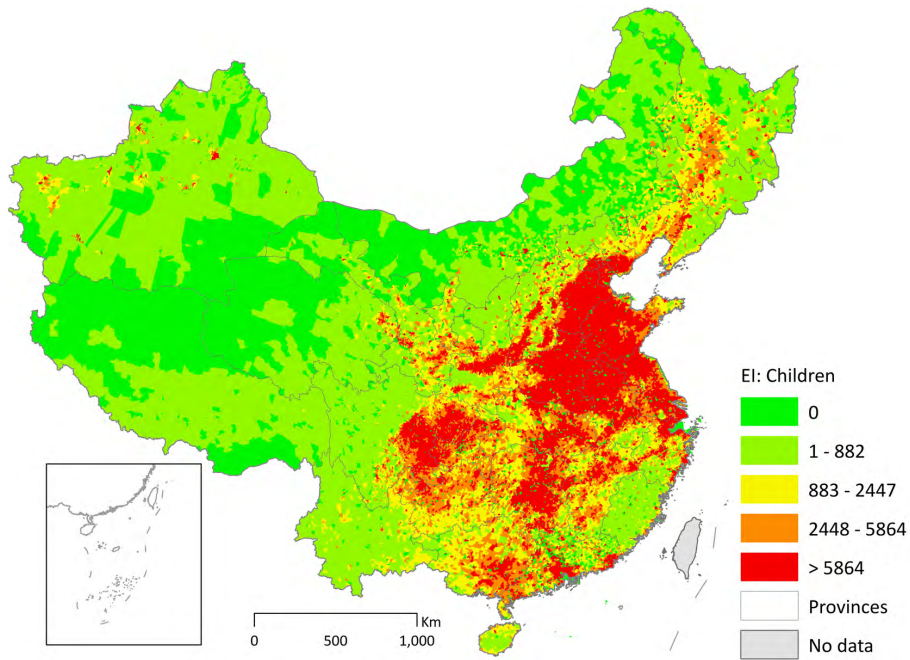 EI: Children
0
1 - 882
883 - 2447
2448 - 5864
> 5864
Provinces
No data
Km
0 500 1,000